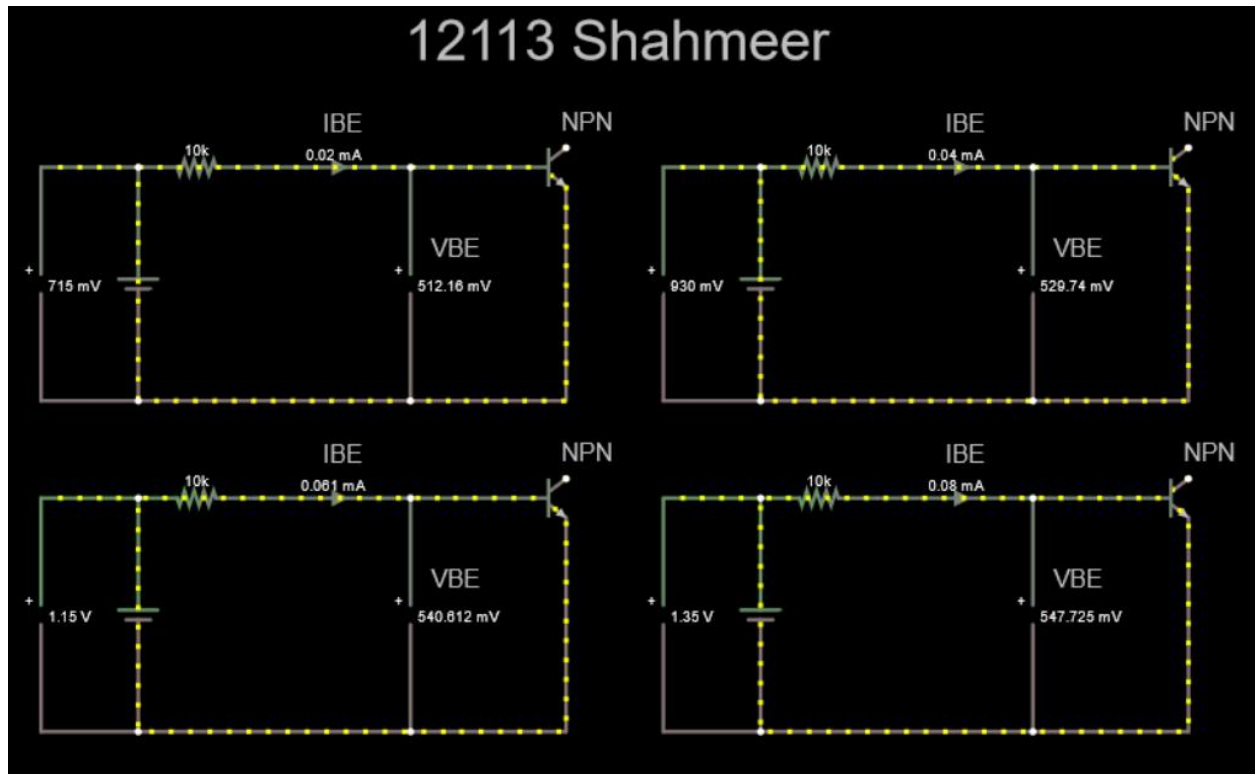 12113 Shahmeer
IBE NPN
10k 0.02 mA
VBE
+ 715 mV + 512.16 mV
IBE NPN
10k 0.04 mA
VBE
+ 930 mV + 529.74 mV
IBE NPN
10k 0.061 mA
VBE
+ 1.15 V + 540.612 mV
IBE NPN
10k 0.08 mA
VBE
+ 1.35 V + 547.725 mV